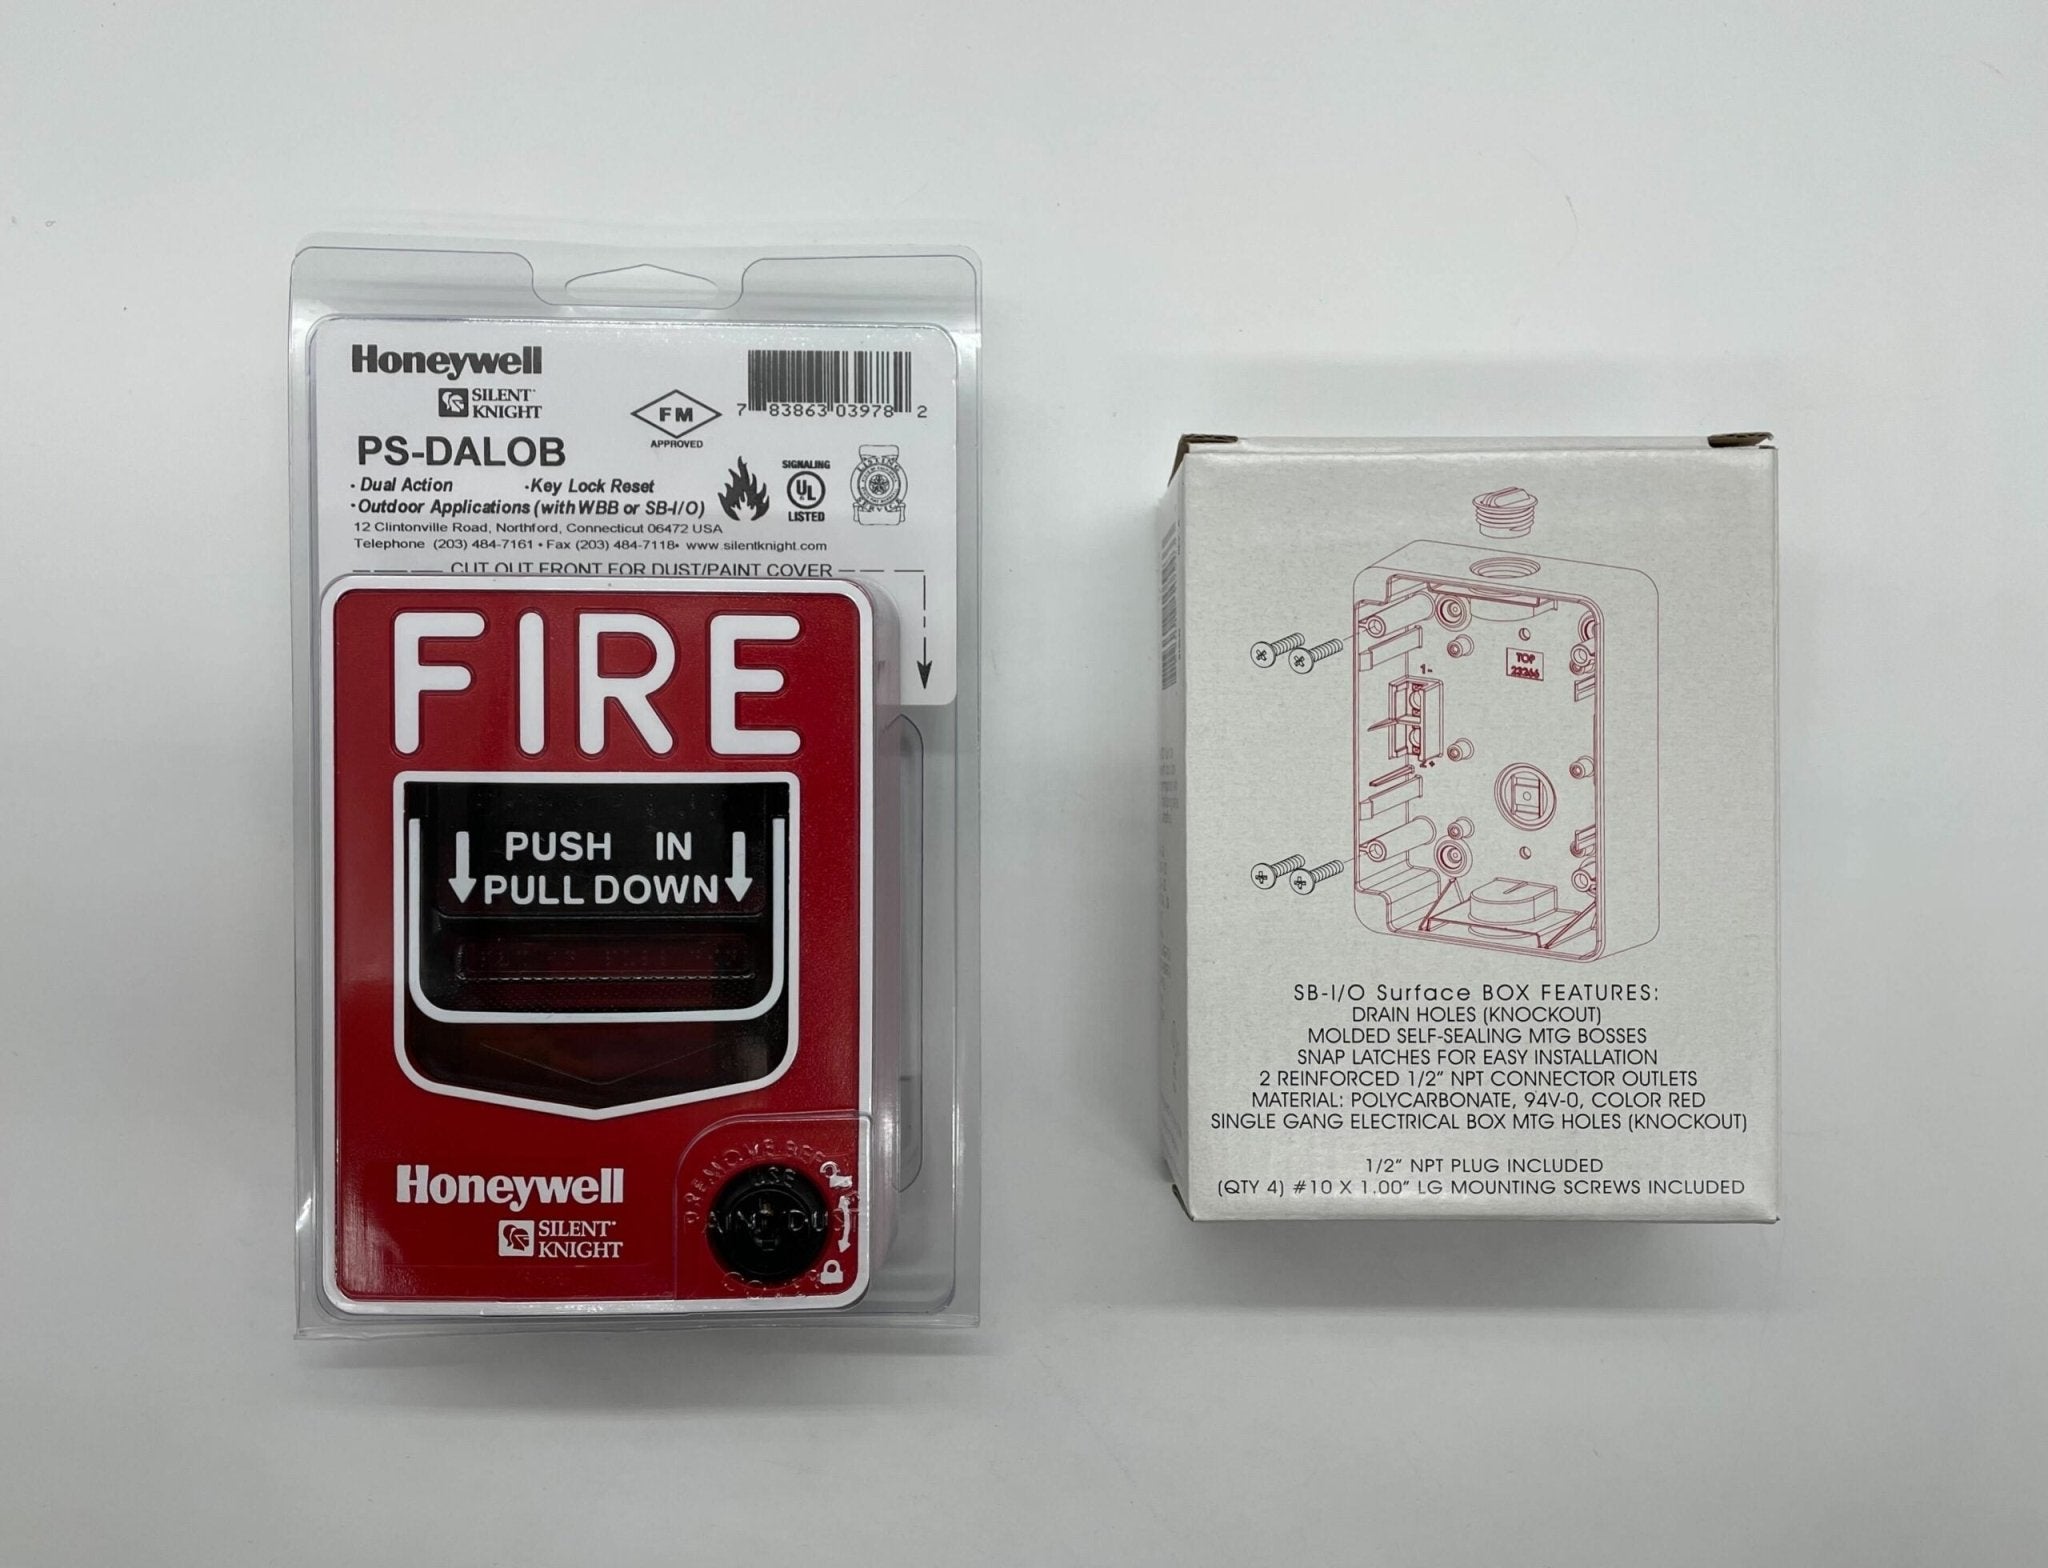 Honeywell
SILENT
KNIGHT
PS-DALOB
FM
APPROVED
7 83863 03978 2
· Dual Action · Key Lock Reset
· Outdoor Applications (with WBB or SB-I/O)
SIGNALING
UL
LISTED
12 Clintonville Road, Northford, Connecticut 06472 USA
Telephone (203) 484-7161 • Fax (203) 484-7118• www.silentknight.com
CUT OUT FRONT FOR DUST/PAINT COVER
FIRE
PUSH IN
PULL DOWN
REMOVE
USE
Honeywell
SILENT
KNIGHT
1-
TOP
23266
2+
SB-I/O Surface BOX FEATURES:
DRAIN HOLES (KNOCKOUT)
MOLDED SELF-SEALING MTG BOSSES
SNAP LATCHES FOR EASY INSTALLATION
2 REINFORCED 1/2" NPT CONNECTOR OUTLETS
MATERIAL: POLYCARBONATE, 94V-0, COLOR RED
SINGLE GANG ELECTRICAL BOX MTG HOLES (KNOCKOUT)
1/2" NPT PLUG INCLUDED
(QTY 4) #10 X 1.00" LG MOUNTING SCREWS INCLUDED